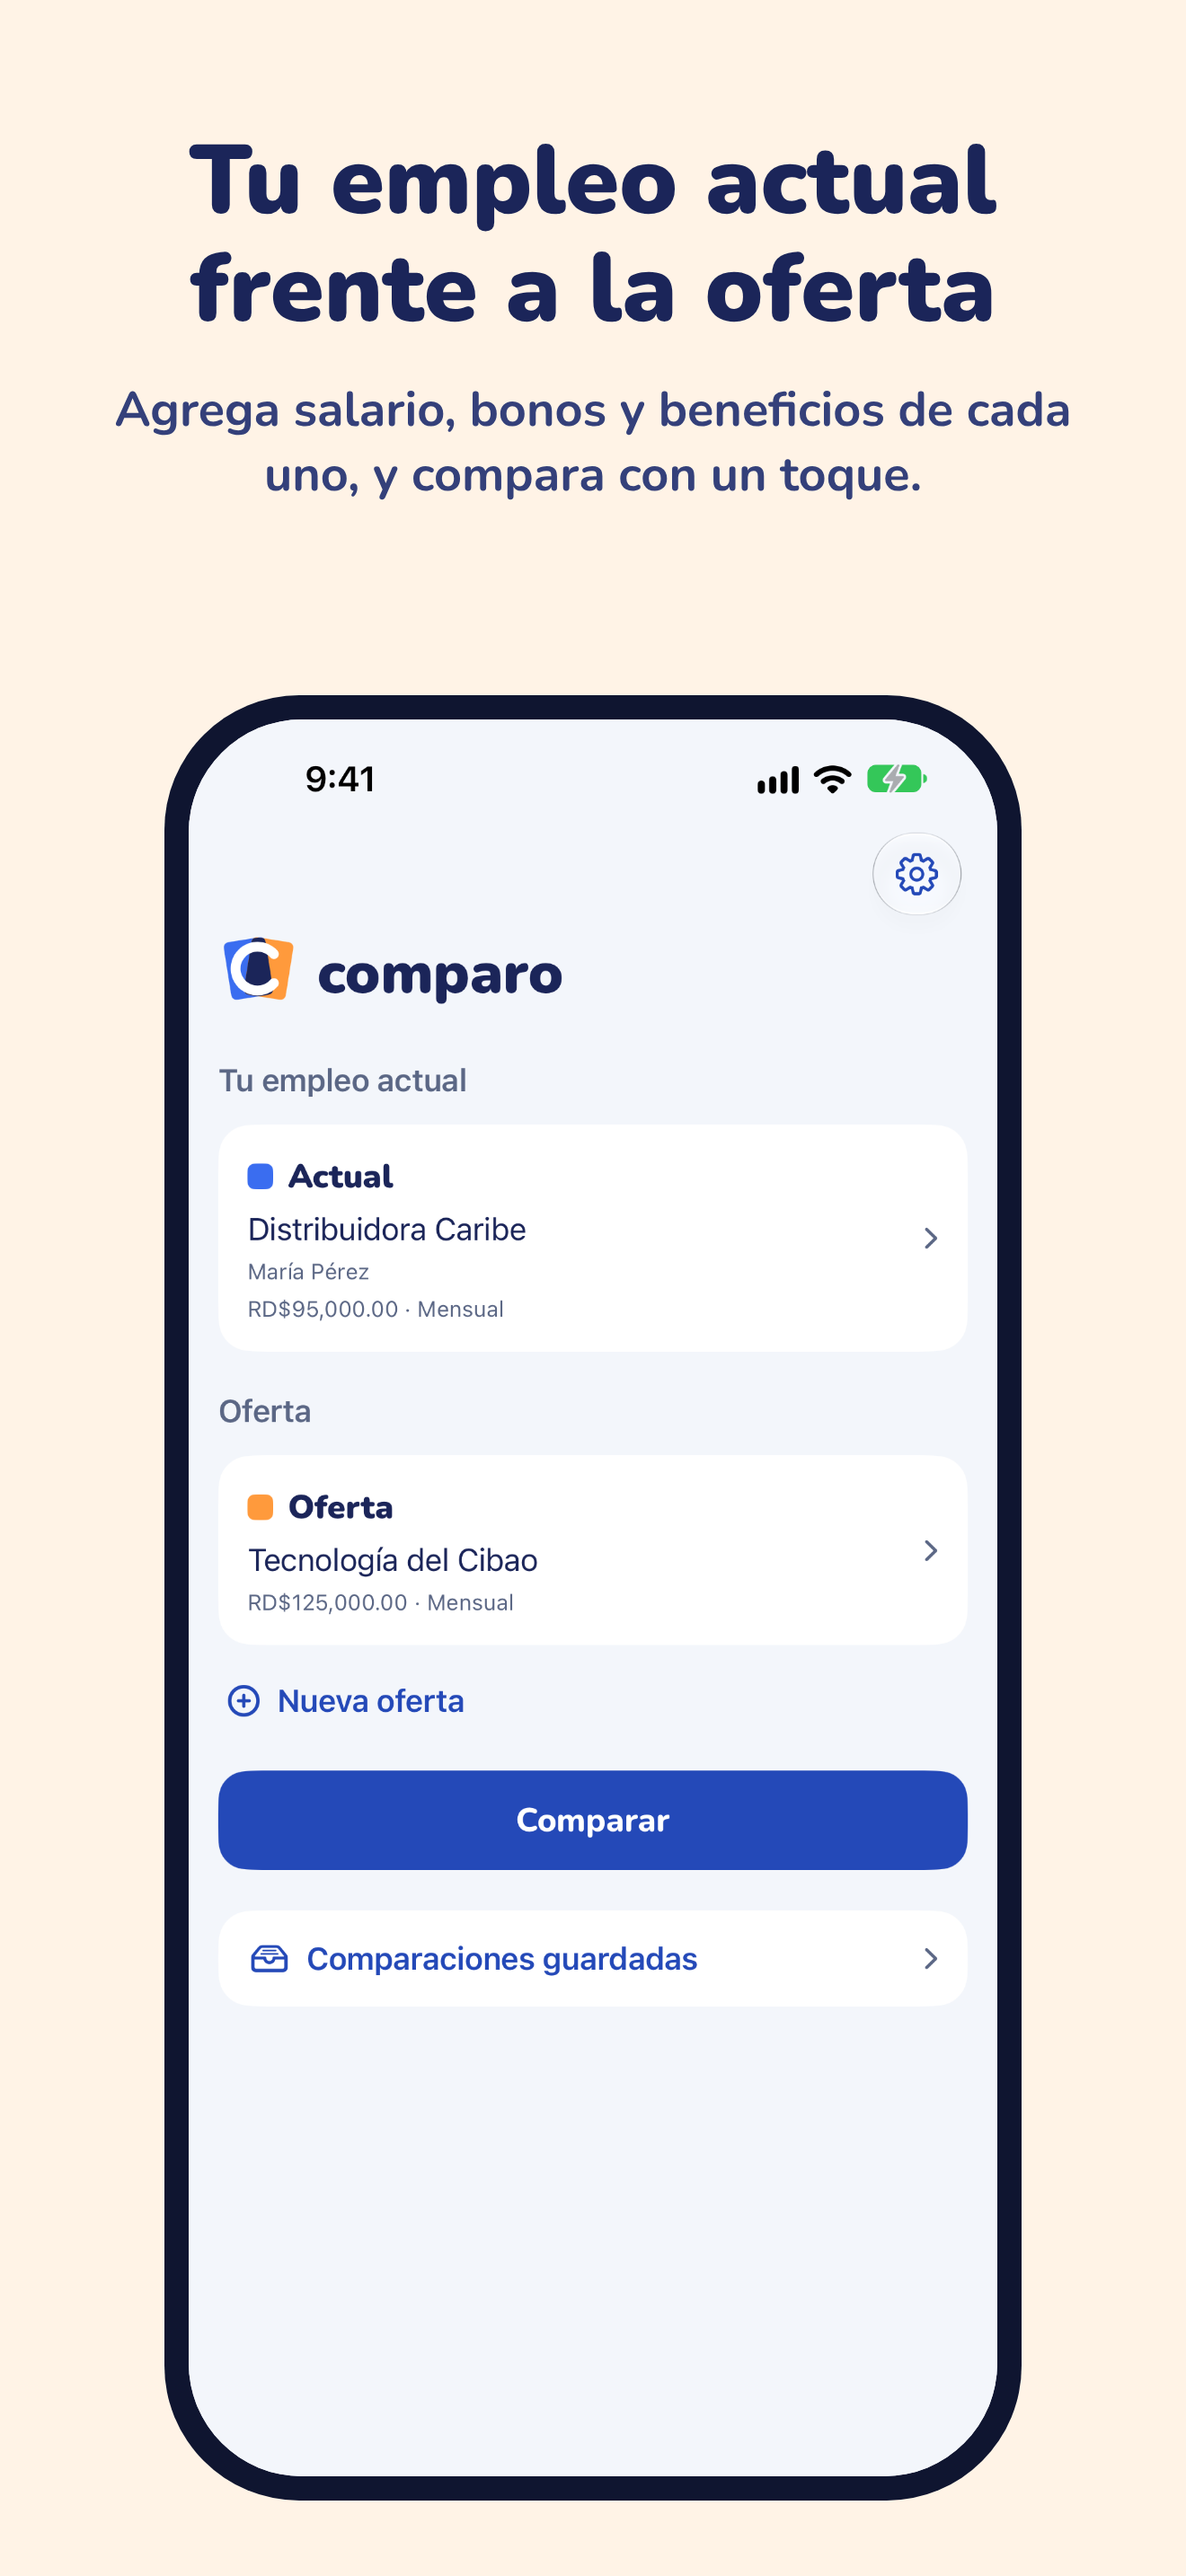 Tu empleo actual
frente a la oferta
Agrega salario, bonos y beneficios de cada
uno, y compara con un toque.
9:41
comparo
Tu empleo actual
Actual
Distribuidora Caribe
María Pérez
RD$95,000.00 · Mensual
Oferta
Oferta
Tecnología del Cibao
RD$125,000.00 · Mensual
Nueva oferta
Comparar
Comparaciones guardadas